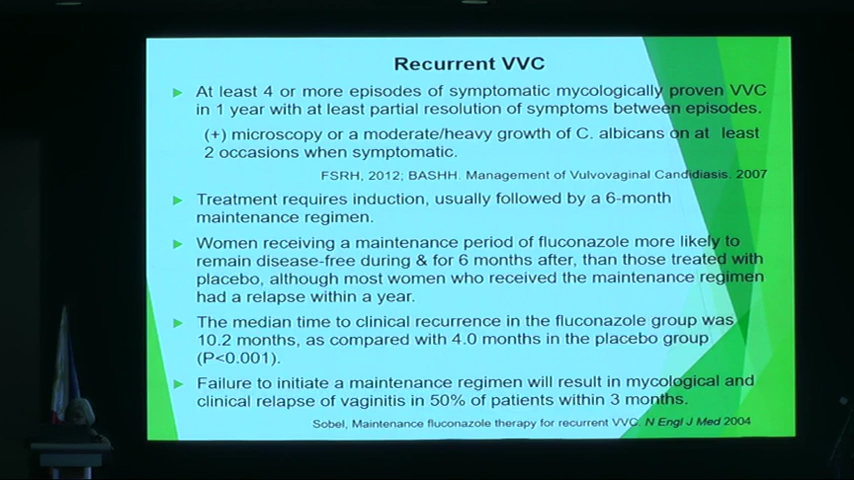 Recurrent VVC
At least 4 or more episodes of symptomatic mycologically proven VVC
in 1 year with at least partial resolution of symptoms between episodes.
(+) microscopy or a moderate/heavy growth of C. albicans on at least
2 occasions when symptomatic.
FSRH, 2012; BASHH. Management of Vulvovaginal Candidiasis. 2007
Treatment requires induction, usually followed by a 6-month
maintenance regimen.
Women receiving a maintenance period of fluconazole more likely to
remain disease-free during & for 6 months after, than those treated with
placebo, although most women who received the maintenance regimen
had a relapse within a year.
The median time to clinical recurrence in the fluconazole group was
10.2 months, as compared with 4.0 months in the placebo group
(P<0.001).
Failure to initiate a maintenance regimen will result in mycological and
clinical relapse of vaginitis in 50% of patients within 3 months.
Sobel, Maintenance fluconazole therapy for recurrent VVC. N Engl J Med 2004